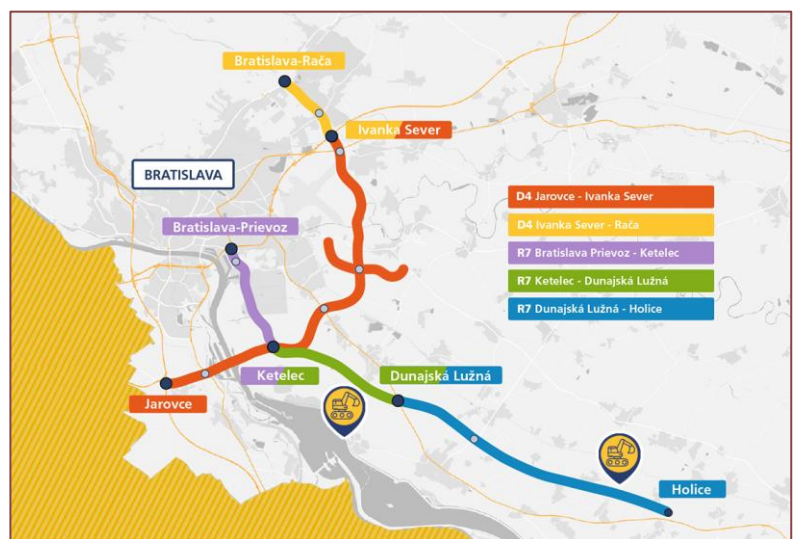 Bratislava-Rača
Ivanka Sever
BRATISLAVA
Bratislava-Prievoz
D4 Jarovce - Ivanka Sever
D4 Ivanka Sever - Rača
R7 Bratislava Prievoz - Ketelec
R7 Ketelec - Dunajská Lužná
R7 Dunajská Lužná - Holice
Ketelec
Dunajská Lužná
Jarovce
Holice